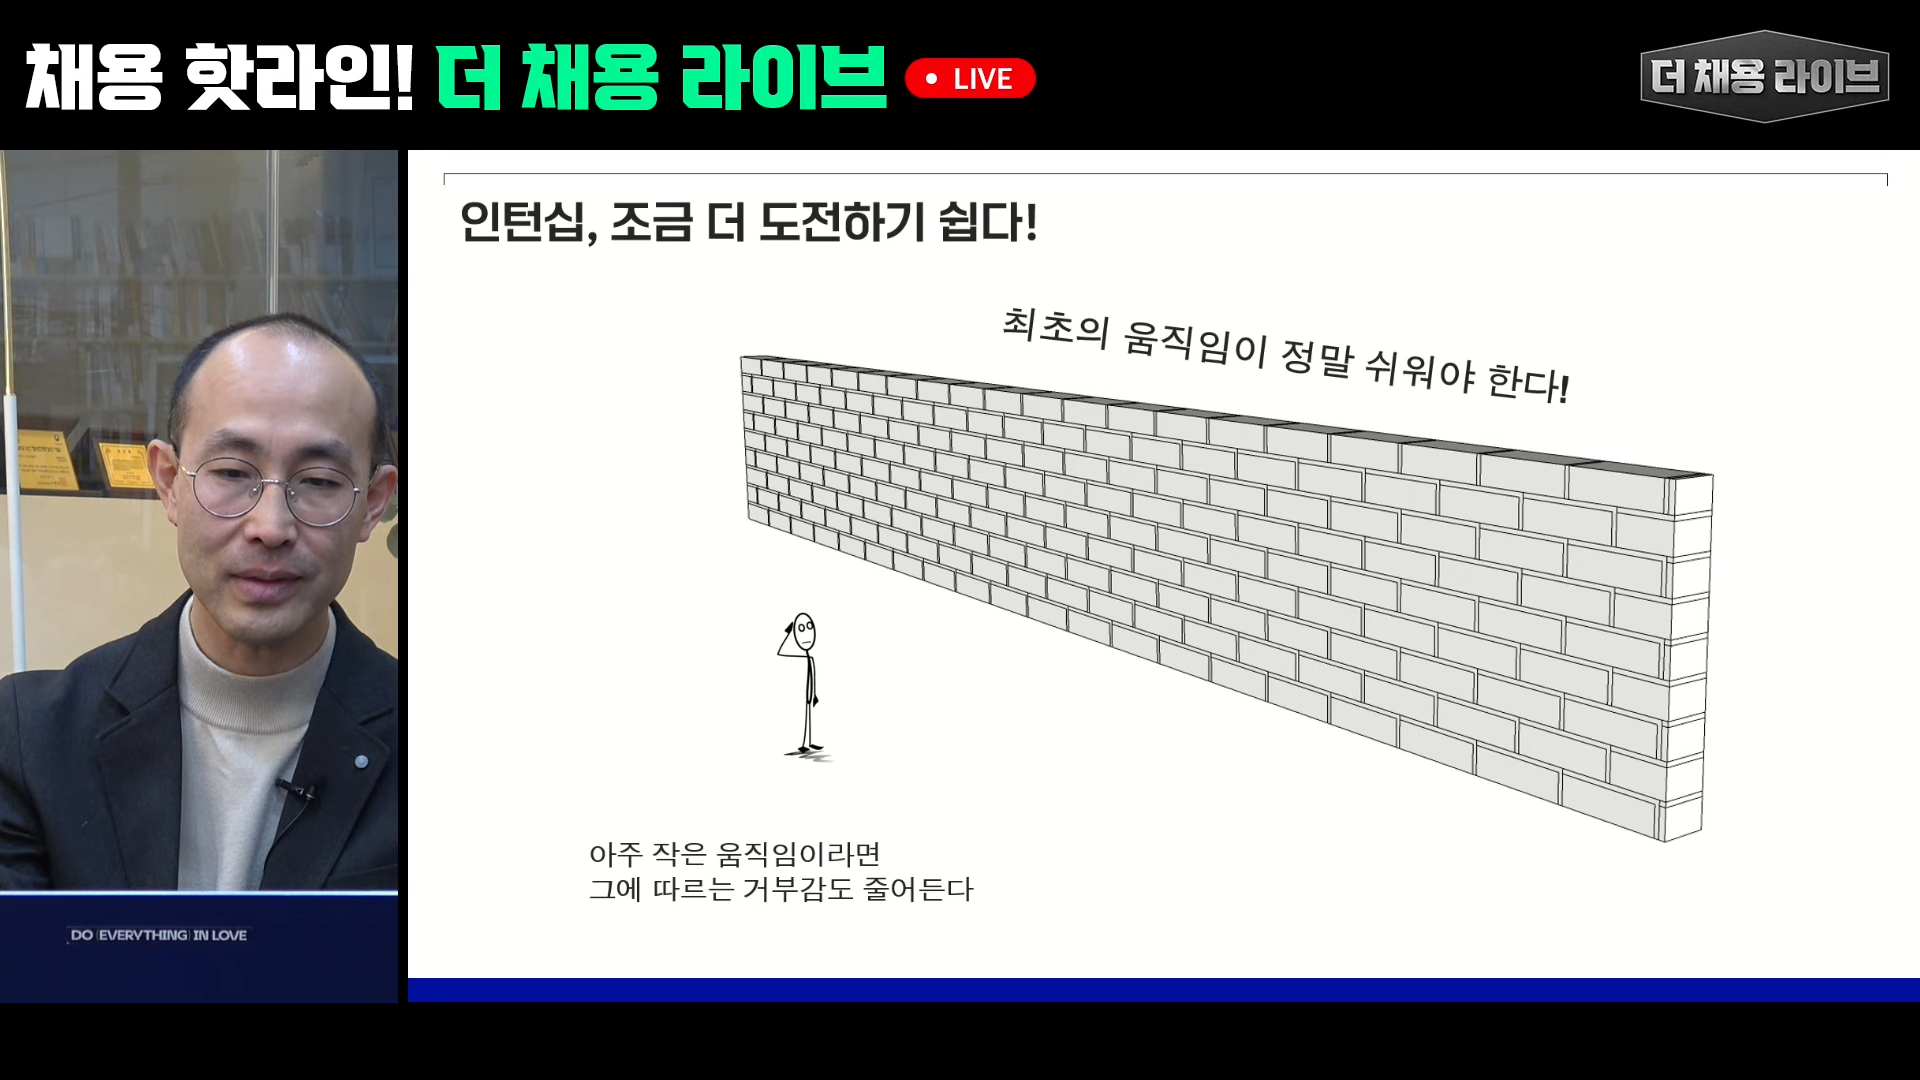 채용 핫라인! 더 채용 라이브
LIVE
더 채용 라이브
인턴십, 조금 더 도전하기 쉽다!
최초의 움직임이 정말 쉬워야 한다!
아주 작은 움직임이라면
그에 따르는 거부감도 줄어든다
DO EVERYTHING IN LOVE